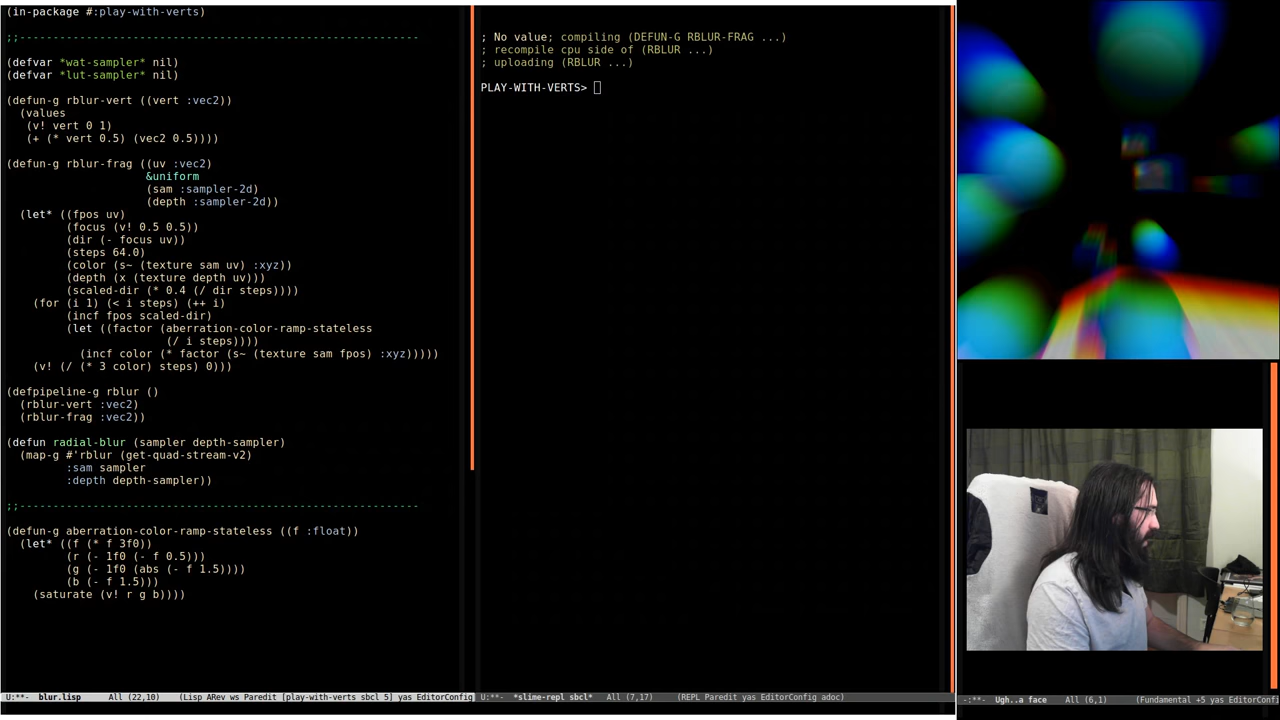 (in-package #:play-with-verts)
;;------------------------------------------------------------
(defvar *wat-sampler* nil)
(defvar *lut-sampler* nil)
(defun-g rblur-vert ((vert :vec2))
  (values
   (v! vert 0 1)
   (+ (* vert 0.5) (vec2 0.5))))
(defun-g rblur-frag ((uv :vec2)
                     &uniform
                     (sam :sampler-2d)
                     (depth :sampler-2d))
  (let* ((fpos uv)
         (focus (v! 0.5 0.5))
         (dir (- focus uv))
         (steps 64.0)
         (color (s~ (texture sam uv) :xyz))
         (depth (x (texture depth uv)))
         (scaled-dir (* 0.4 (/ dir steps))))
    (for (i 1) (< i steps) (++ i)
         (incf fpos scaled-dir)
         (let ((factor (aberration-color-ramp-stateless
                        (/ i steps))))
           (incf color (* factor (s~ (texture sam fpos) :xyz)))))
    (v! (/ (* 3 color) steps) 0)))
(defpipeline-g rblur ()
  (rblur-vert :vec2)
  (rblur-frag :vec2))
(defun radial-blur (sampler depth-sampler)
  (map-g #'rblur (get-quad-stream-v2)
         :sam sampler
         :depth depth-sampler))
;;------------------------------------------------------------
(defun-g aberration-color-ramp-stateless ((f :float))
  (let* ((f (* f 3f0))
         (r (- 1f0 (- f 0.5)))
         (g (- 1f0 (abs (- f 1.5))))
         (b (- f 1.5)))
    (saturate (v! r g b))))
U:**-  blur.lisp      All (22,10)    (Lisp ARev ws Paredit [play-with-verts sbcl 5] yas EditorConfig
; No value; compiling (DEFUN-G RBLUR-FRAG ...)
; recompile cpu side of (RBLUR ...)
; uploading (RBLUR ...)
PLAY-WITH-VERTS>
U:**-  *slime-repl sbcl*   All (7,17)     (REPL Paredit yas EditorConfig adoc)
-:**-  Ugh..a face    All (6,1)      (Fundamental +5 yas EditorConfi